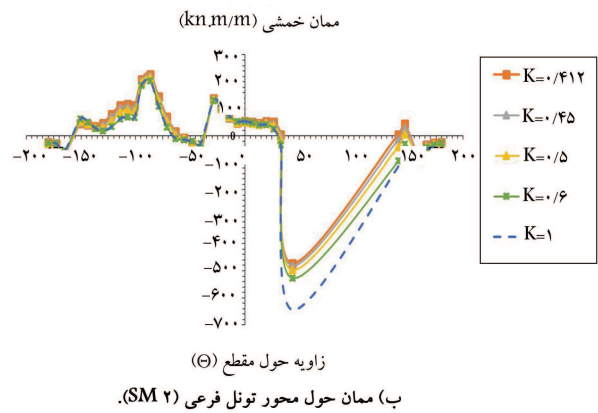 ممان خمشی (kn.m/m)
۳۰۰
۲۰۰
۱۰۰
۰
-۱۰۰
-۲۰۰
-۳۰۰
-۴۰۰
-۵۰۰
-۶۰۰
-۷۰۰
-۲۰۰ -۱۵۰ -۱۰۰ -۵۰ ۰ ۵۰ ۱۰۰ ۱۵۰ ۲۰۰
K=۰/۴۱۲
K=۰/۴۵
K=۰/۵
K=۰/۶
K=۱
زاویه حول مقطع (Θ)
ب) ممان حول محور تونل فرعی (SM ۲).